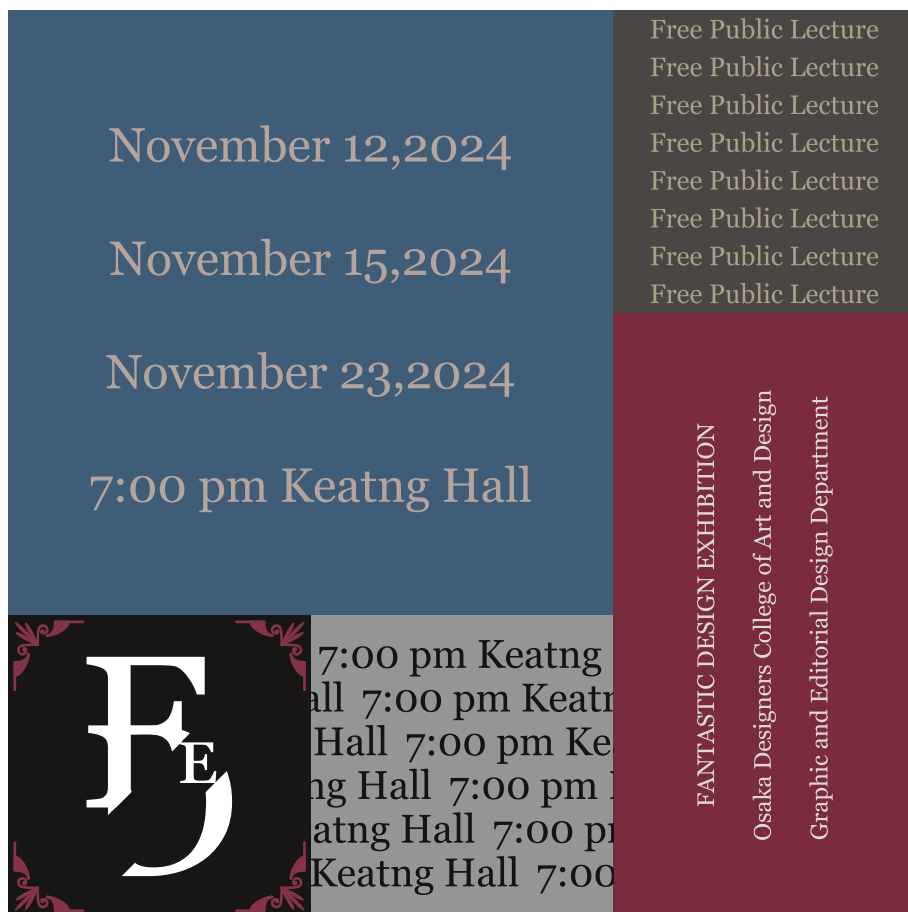 November 12,2024
November 15,2024
November 23,2024
7:00 pm Keatng Hall
Free Public Lecture
Free Public Lecture
Free Public Lecture
Free Public Lecture
Free Public Lecture
Free Public Lecture
Free Public Lecture
Free Public Lecture
FANTASTIC DESIGN EXHIBITION
Osaka Designers College of Art and Design
Graphic and Editorial Design Department
F
E
D
7:00 pm Keatng
all 7:00 pm Keatn
Hall 7:00 pm Kea
ng Hall 7:00 pm
atng Hall 7:00 pm
Keatng Hall 7:00